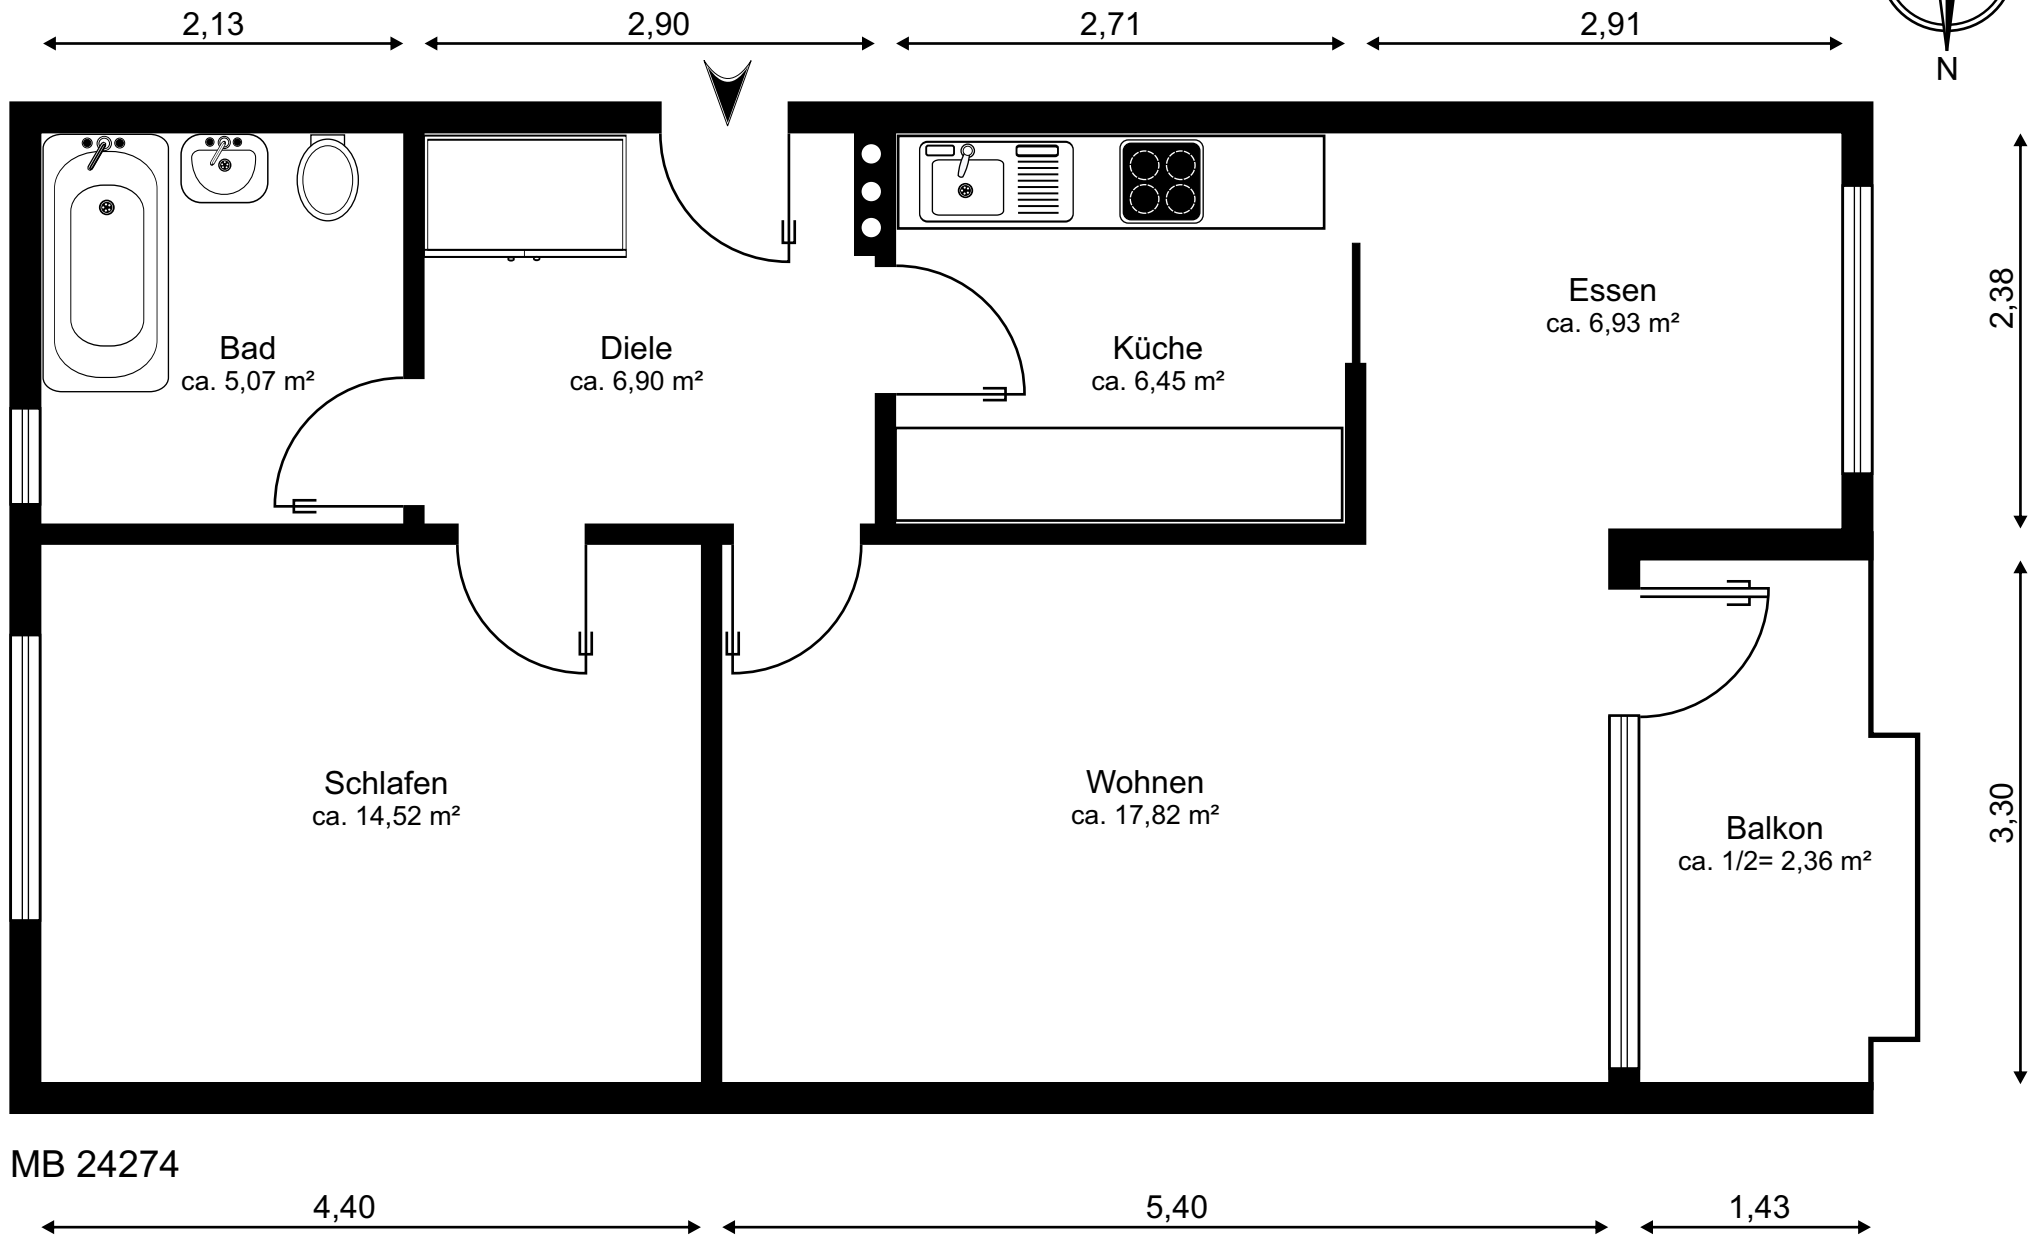 2,13
2,90
2,71
2,91
N
Bad
ca. 5,07 m²
Diele
ca. 6,90 m²
Küche
ca. 6,45 m²
Essen
ca. 6,93 m²
2,38
Schlafen
ca. 14,52 m²
Wohnen
ca. 17,82 m²
Balkon
ca. 1/2= 2,36 m²
3,30
MB 24274
4,40
5,40
1,43